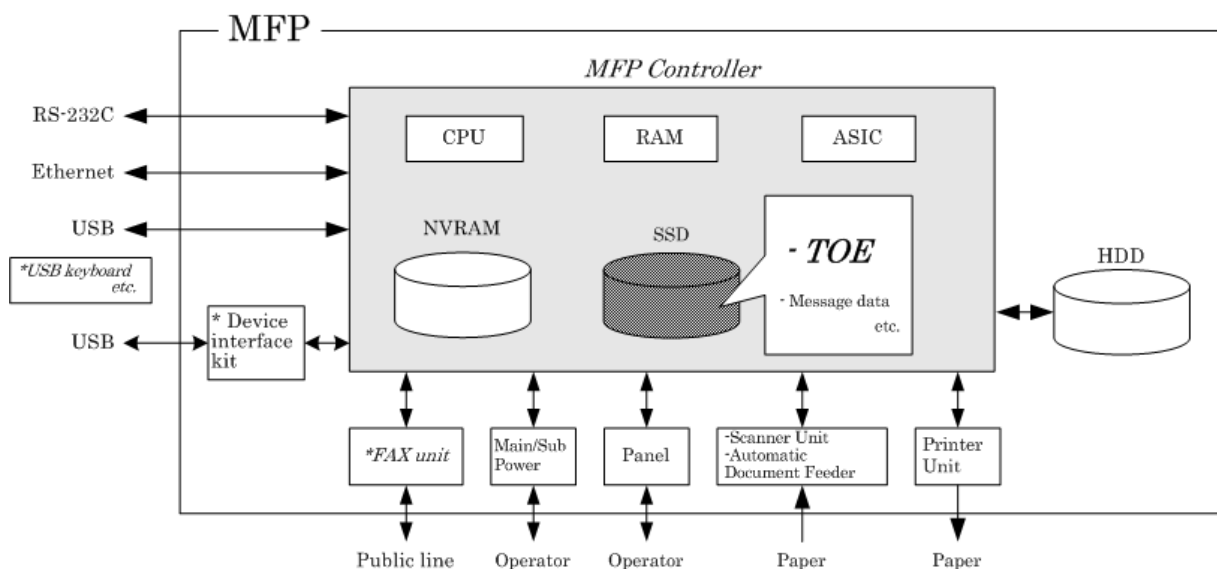 MFP
MFP Controller
RS-232C
CPU
RAM
ASIC
Ethernet
USB
NVRAM
SSD
- TOE
- Message data
etc.
HDD
*USB keyboard
etc.
USB
* Device
interface
kit
*FAX unit
Main/Sub
Power
Panel
-Scanner Unit
-Automatic
Document Feeder
Printer
Unit
Public line
Operator
Operator
Paper
Paper